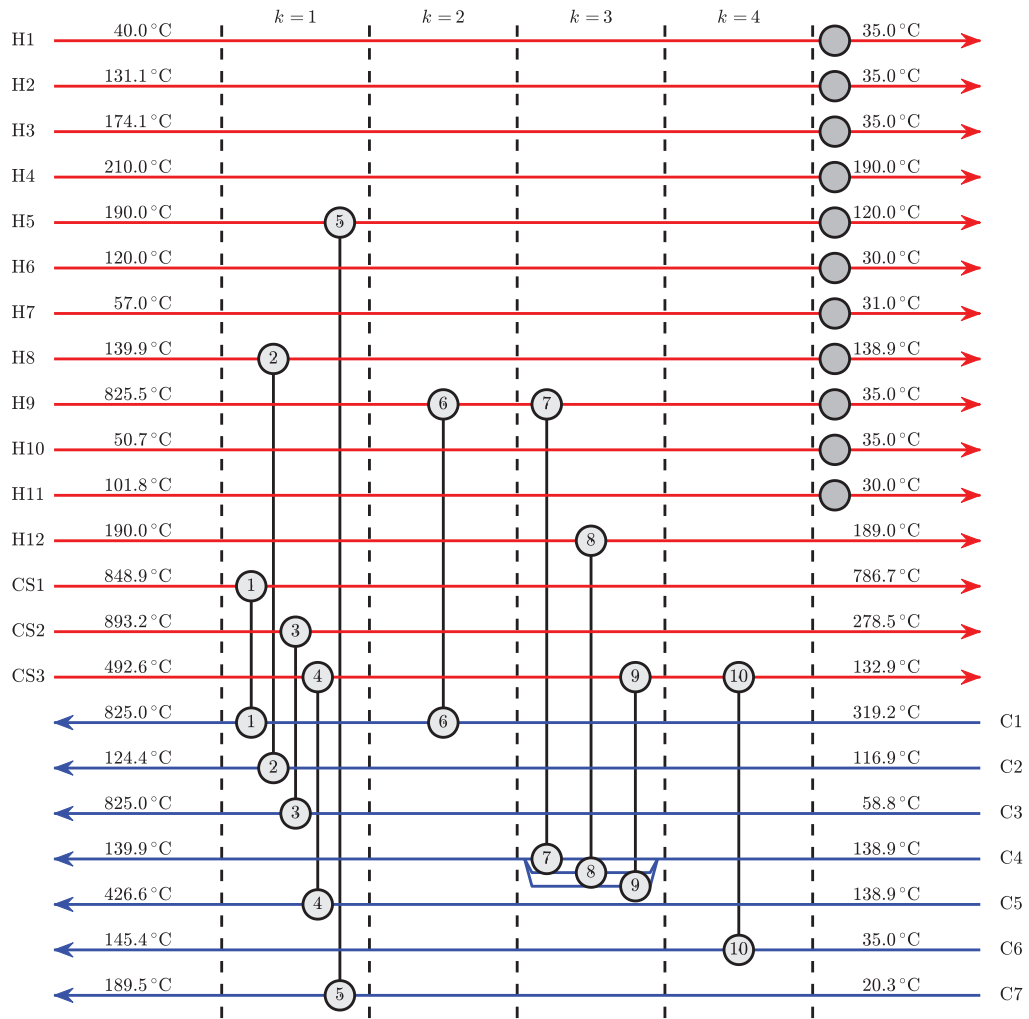 k = 1 k = 2 k = 3 k = 4
H1 40.0 °C 35.0 °C
H2 131.1 °C 35.0 °C
H3 174.1 °C 35.0 °C
H4 210.0 °C 190.0 °C
H5 190.0 °C 5 120.0 °C
H6 120.0 °C 30.0 °C
H7 57.0 °C 31.0 °C
H8 139.9 °C 2 138.9 °C
H9 825.5 °C 6 7 35.0 °C
H10 50.7 °C 35.0 °C
H11 101.8 °C 30.0 °C
H12 190.0 °C 8 189.0 °C
CS1 848.9 °C 1 786.7 °C
CS2 893.2 °C 3 278.5 °C
CS3 492.6 °C 4 9 10 132.9 °C
825.0 °C 1 6 319.2 °C C1
124.4 °C 2 116.9 °C C2
825.0 °C 3 58.8 °C C3
139.9 °C 7 8 9 138.9 °C C4
426.6 °C 4 138.9 °C C5
145.4 °C 10 35.0 °C C6
189.5 °C 5 20.3 °C C7